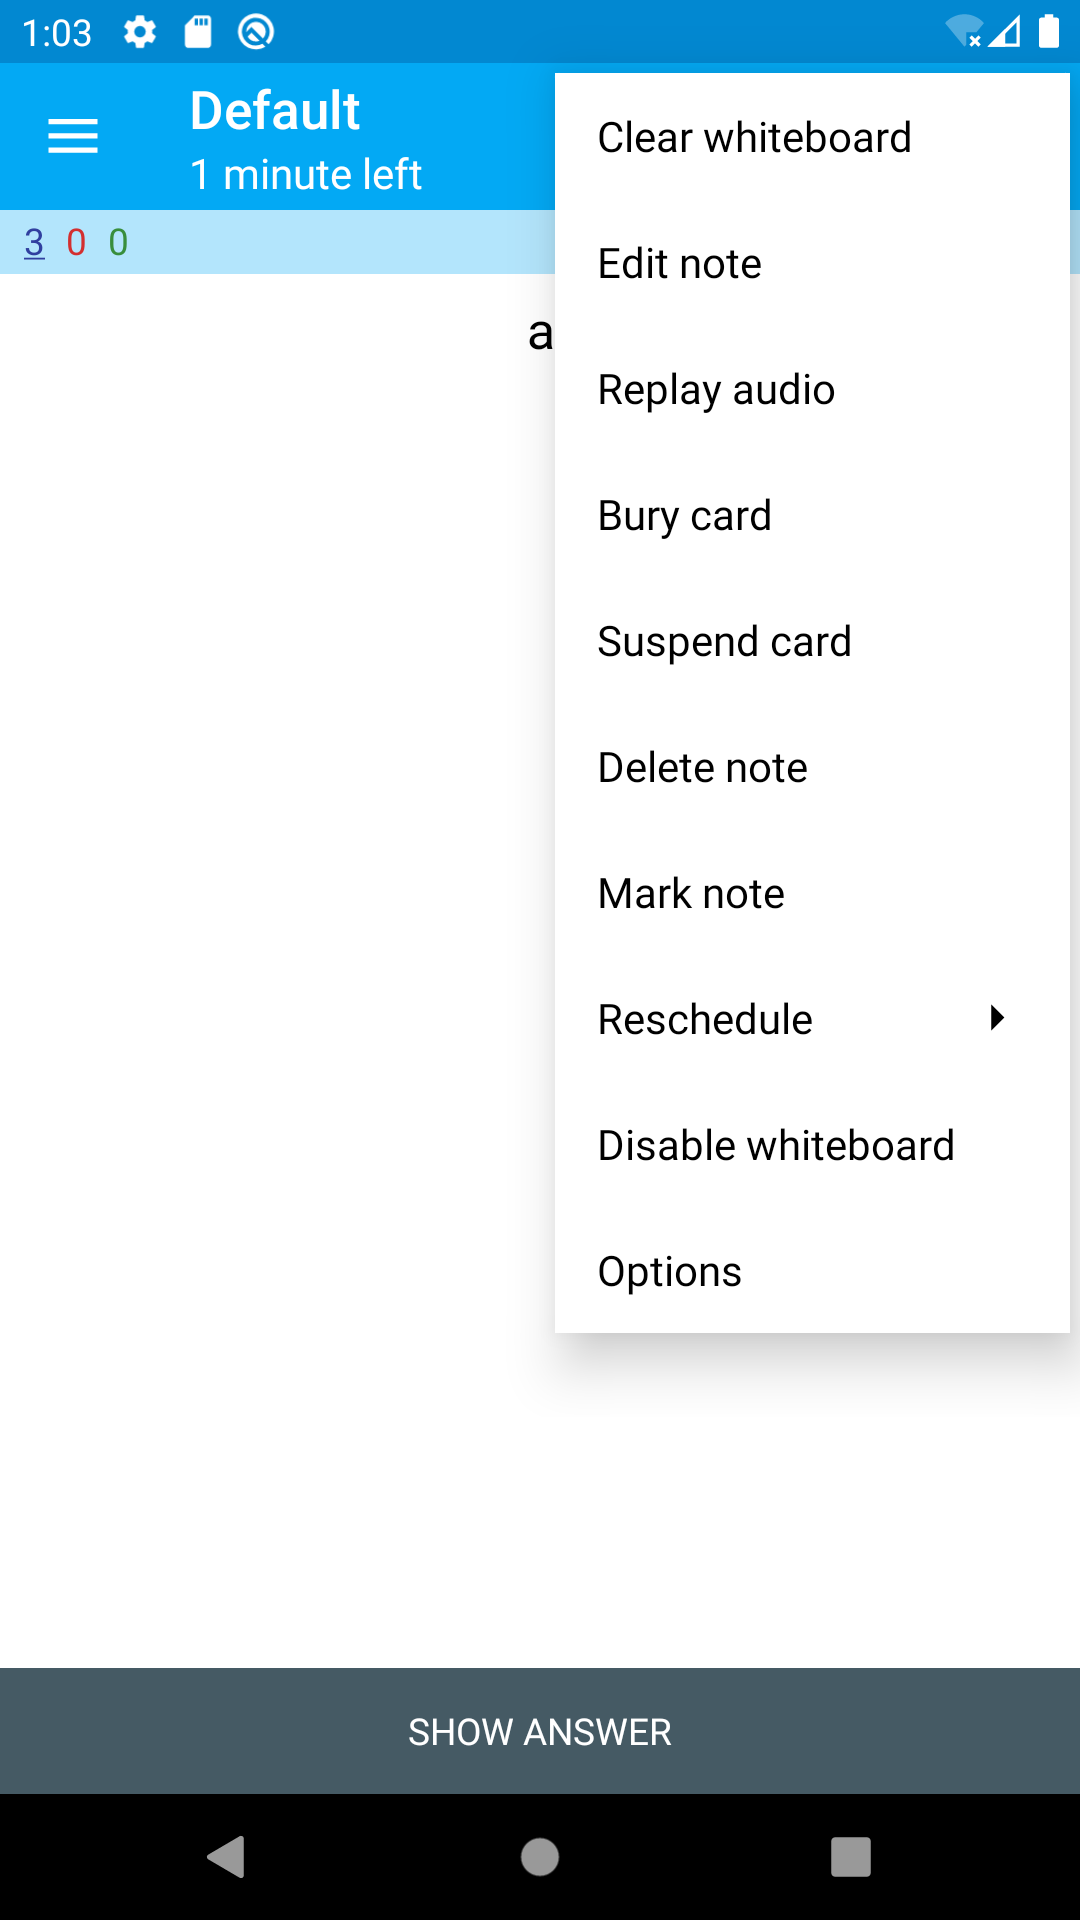 1:03
Default
1 minute left
3 0 0
a
Clear whiteboard
Edit note
Replay audio
Bury card
Suspend card
Delete note
Mark note
Reschedule
Disable whiteboard
Options
SHOW ANSWER